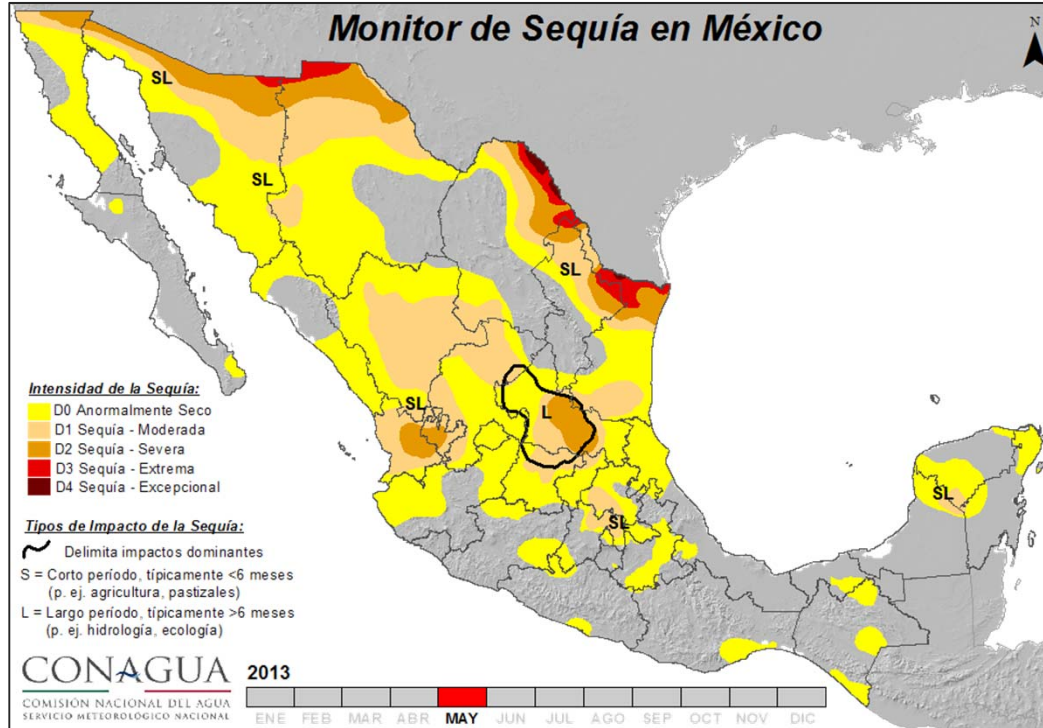 Monitor de Sequía en México
N
SL
SL
SL
SL
L
SL
SL
Intensidad de la Sequía:
D0 Anormalmente Seco
D1 Sequía - Moderada
D2 Sequía - Severa
D3 Sequía - Extrema
D4 Sequía - Excepcional
Tipos de Impacto de la Sequía:
Delimita impactos dominantes
S = Corto período, típicamente <6 meses
(p. ej. agricultura, pastizales)
L = Largo período, típicamente >6 meses
(p. ej. hidrología, ecología)
CONAGUA
COMISIÓN NACIONAL DEL AGUA
SERVICIO METEOROLÓGICO NACIONAL
2013
ENE FEB MAR ABR MAY JUN JUL AGO SEP OCT NOV DIC